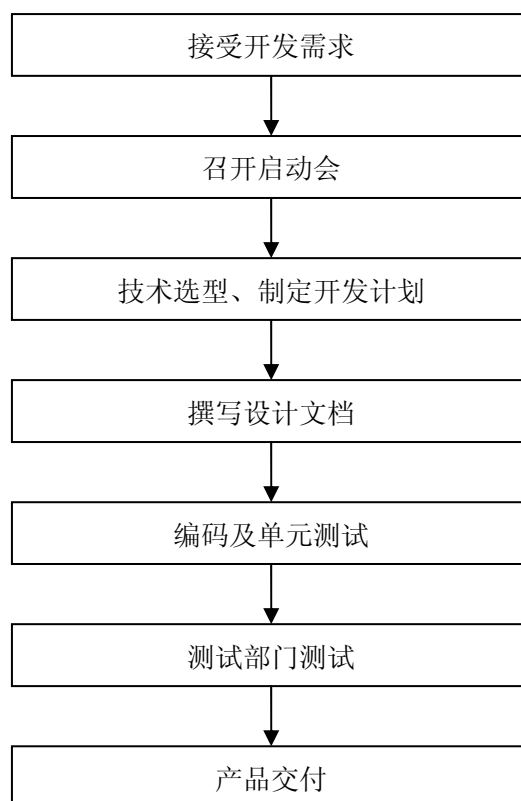 接受开发需求
召开启动会
技术选型、制定开发计划
撰写设计文档
编码及单元测试
测试部门测试
产品交付